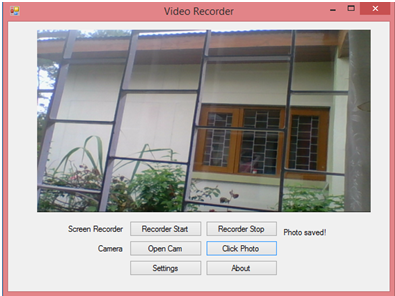 Video Recorder
Screen Recorder Recorder Start Recorder Stop Photo saved!
Camera Open Cam Click Photo
Settings About